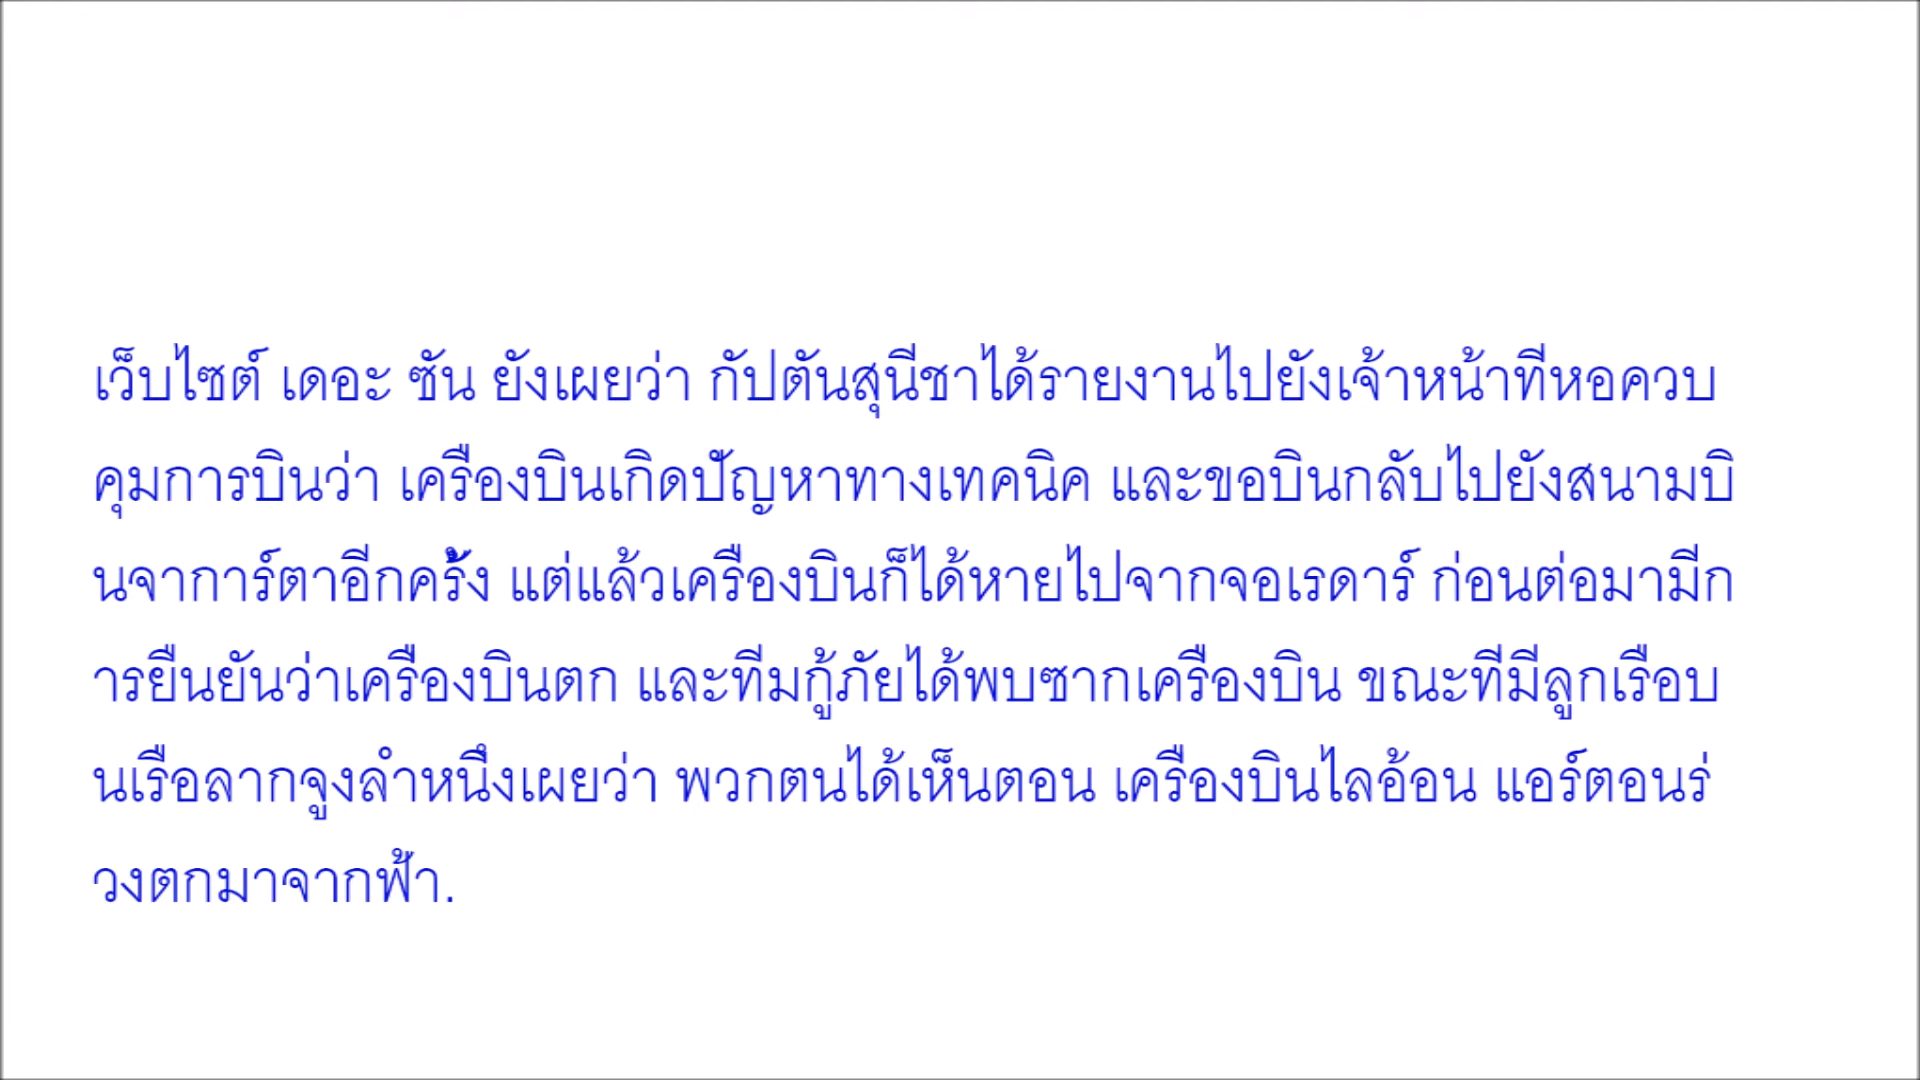 เว็บไซต์ เดอะ ซัน ยังเผยว่า กัปตันสุนีชาได้รายงานไปยังเจ้าหน้าที่หอควบ
คุมการบินว่า เครื่องบินเกิดปัญหาทางเทคนิค และขอบินกลับไปยังสนามบิ
นจาการ์ตาอีกครั้ง แต่แล้วเครื่องบินก็ได้หายไปจากจอเรดาร์ ก่อนต่อมามีก
ารยืนยันว่าเครื่องบินตก และทีมกู้ภัยได้พบซากเครื่องบิน ขณะที่มีลูกเรือบ
นเรือลากจูงลำหนึ่งเผยว่า พวกตนได้เห็นตอน เครื่องบินไลอ้อน แอร์ตอนร่
วงตกมาจากฟ้า.